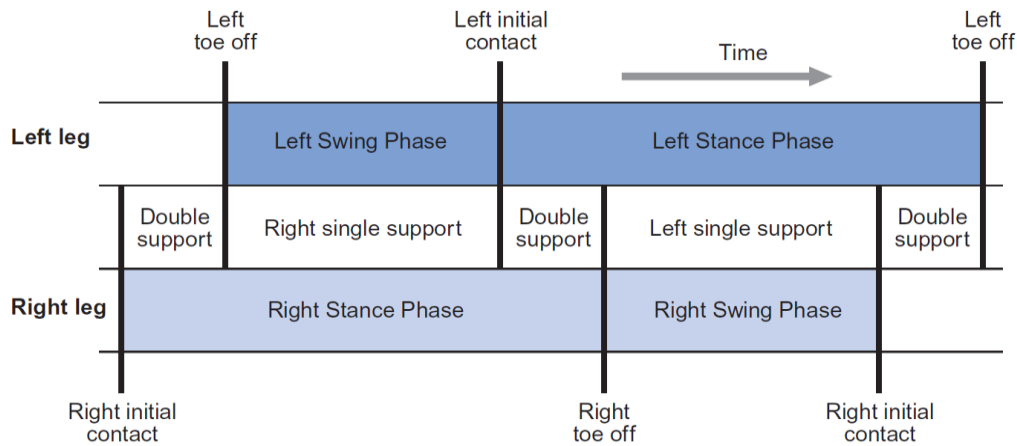 Left
toe off
Left initial
contact
Left
toe off
Time
Left leg
Left Swing Phase
Left Stance Phase
Double
support
Right single support
Double
support
Left single support
Double
support
Right leg
Right Stance Phase
Right Swing Phase
Right initial
contact
Right
toe off
Right initial
contact